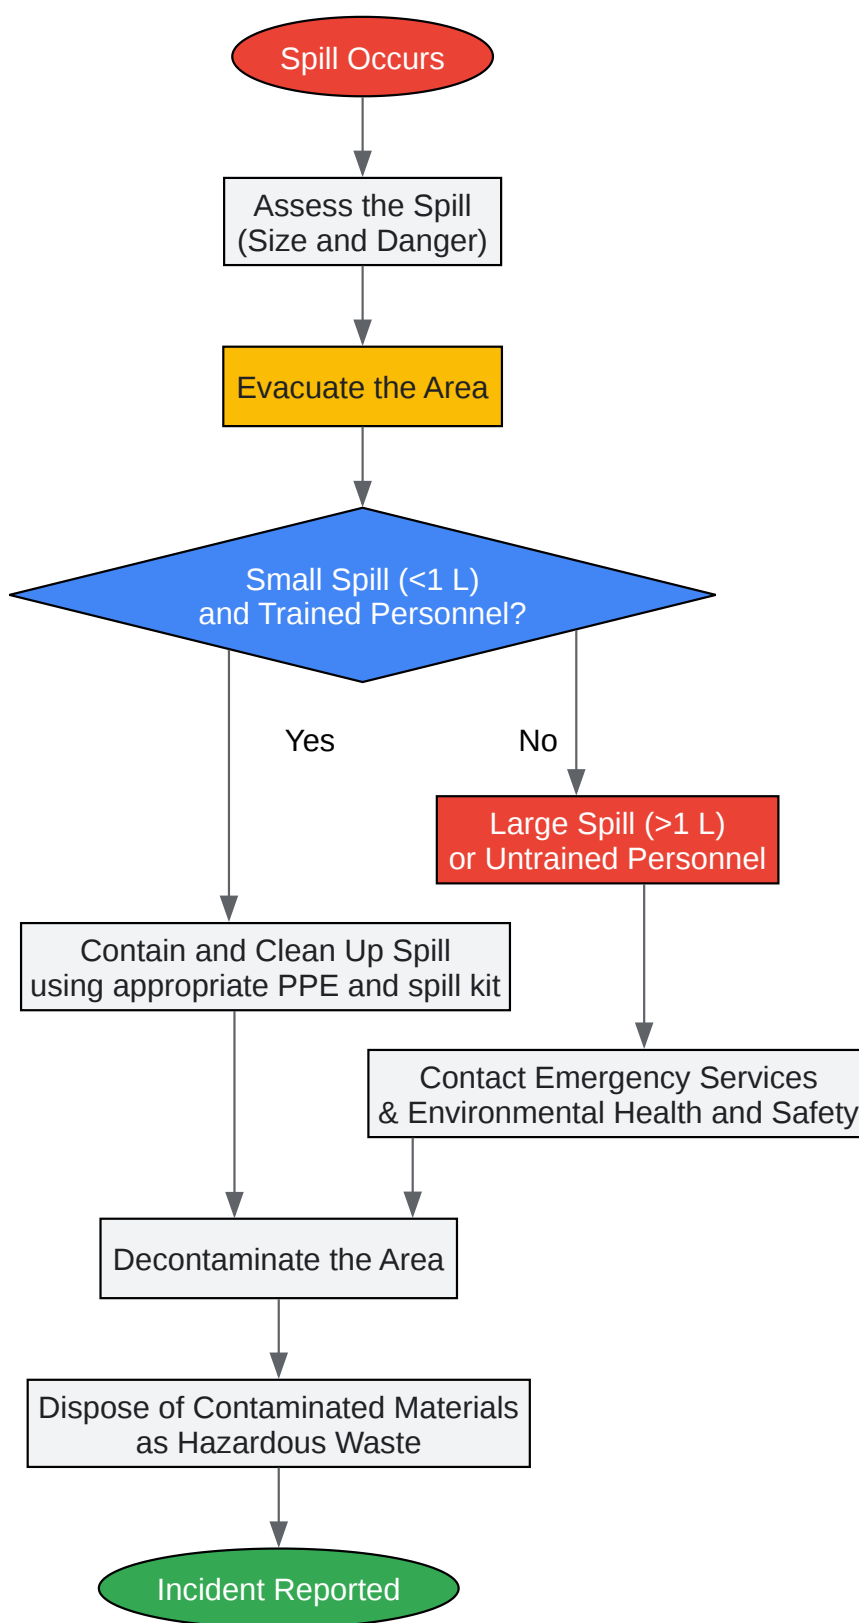 Spill Occurs
Assess the Spill
(Size and Danger)
Evacuate the Area
Small Spill (<1 L)
and Trained Personnel?
Yes
No
Large Spill (>1 L)
or Untrained Personnel
Contain and Clean Up Spill
using appropriate PPE and spill kit
Contact Emergency Services
& Environmental Health and Safety
Decontaminate the Area
Dispose of Contaminated Materials
as Hazardous Waste
Incident Reported